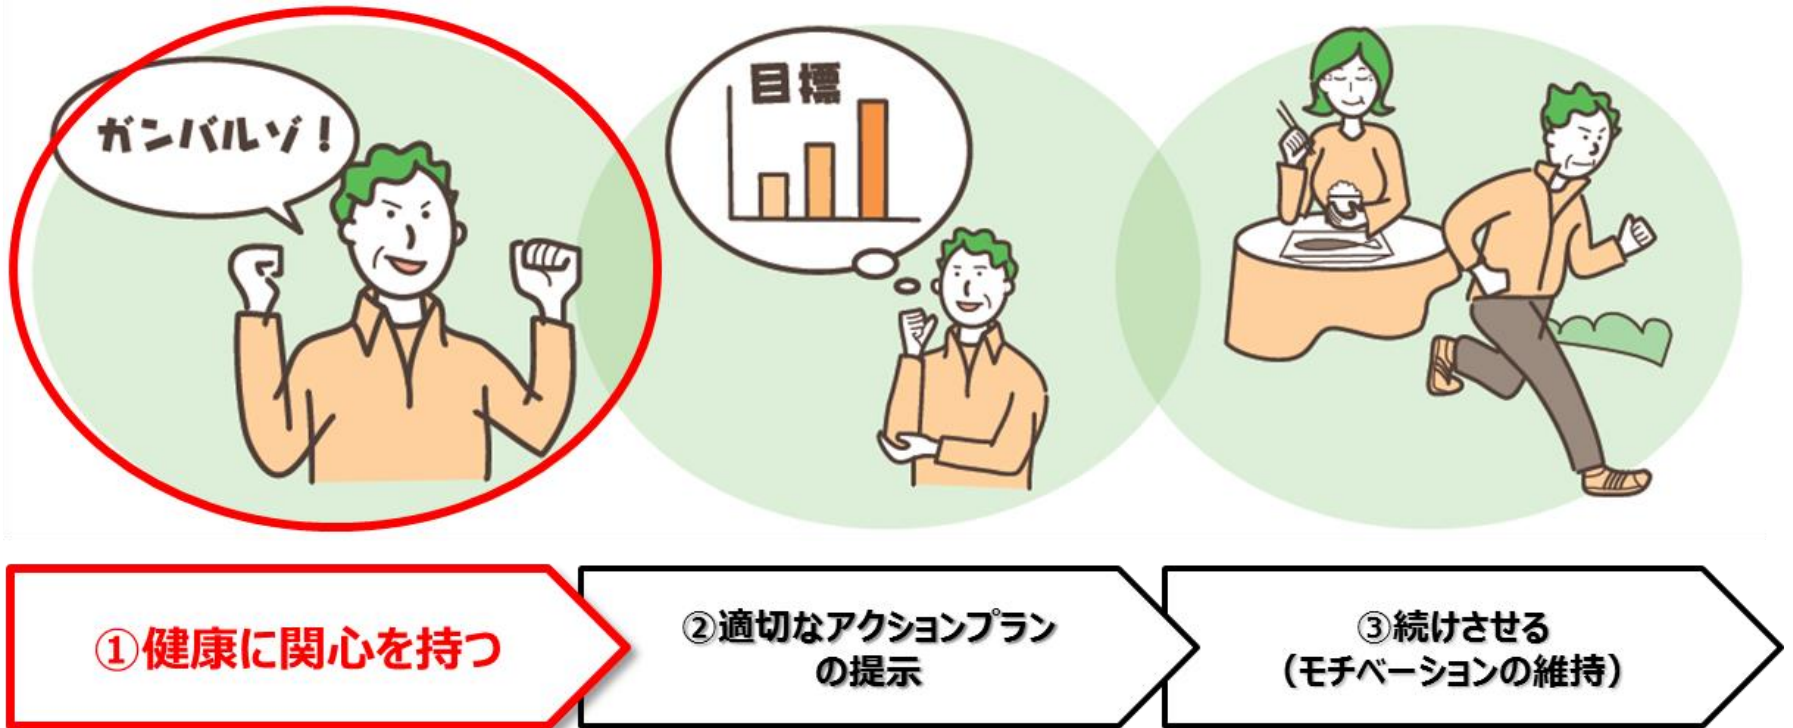 ガンバルゾ！
目標
①健康に関心を持つ
②適切なアクションプラン
の提示
③続けさせる
（モチベーションの維持）